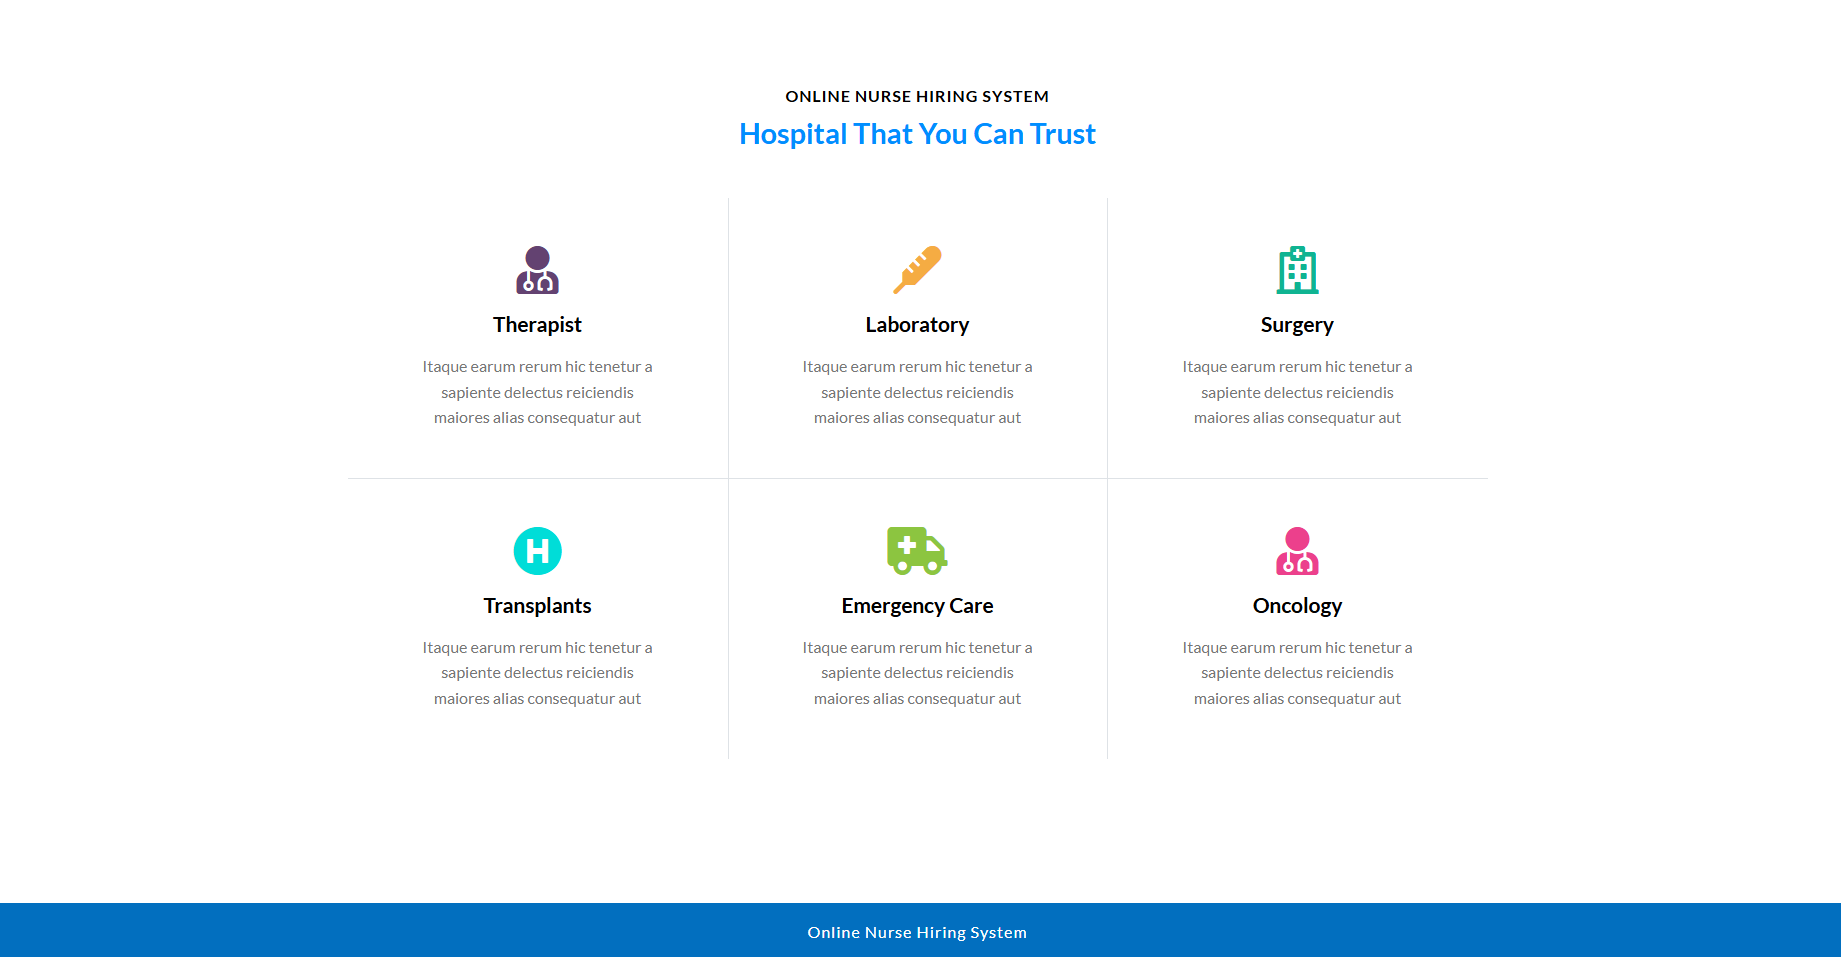 ONLINE NURSE HIRING SYSTEM
Hospital That You Can Trust
Therapist
Itaque earum rerum hic tenetur a
sapiente delectus reiciendis
maiores alias consequatur aut
Laboratory
Itaque earum rerum hic tenetur a
sapiente delectus reiciendis
maiores alias consequatur aut
Surgery
Itaque earum rerum hic tenetur a
sapiente delectus reiciendis
maiores alias consequatur aut
H
Transplants
Itaque earum rerum hic tenetur a
sapiente delectus reiciendis
maiores alias consequatur aut
Emergency Care
Itaque earum rerum hic tenetur a
sapiente delectus reiciendis
maiores alias consequatur aut
Oncology
Itaque earum rerum hic tenetur a
sapiente delectus reiciendis
maiores alias consequatur aut
Online Nurse Hiring System